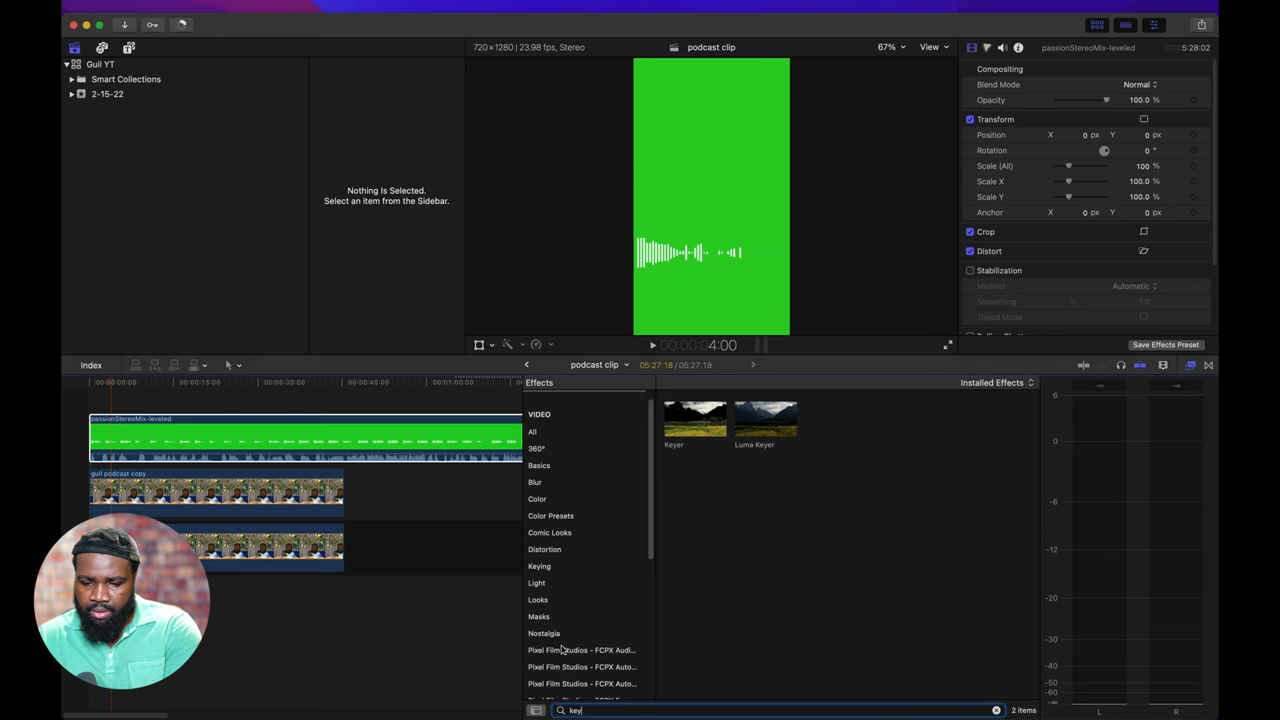 720×1280 | 23.98 fps, Stereo
podcast clip
67%
View
passionStereoMix-leveled
5:28:02
Guil YT
Smart Collections
2-15-22
Nothing Is Selected.
Select an item from the Sidebar.
Compositing
Blend Mode
Normal
Opacity
100.0 %
Transform
Position
X
0 px
Y
0 px
Rotation
0 °
Scale (All)
100 %
Scale X
100.0 %
Scale Y
100.0 %
Anchor
X
0 px
Y
0 px
Crop
Distort
Stabilization
Method
Automatic
Smoothing
1.0
Tripod Mode
Save Effects Preset
00:00:00:04:00
Index
podcast clip
05:27:18 / 05:27:18
00:00:00:00
00:00:15:00
00:00:30:00
00:00:45:00
00:01:00:00
Effects
Installed Effects
passionStereoMix-leveled
guil podcast copy
VIDEO
All
360°
Basics
Blur
Color
Color Presets
Comic Looks
Distortion
Keying
Light
Looks
Masks
Nostalgia
Pixel Film Studios - FCPX Audi...
Pixel Film Studios - FCPX Auto...
Pixel Film Studios - FCPX Auto...
Keyer
Luma Keyer
6
0
-6
-12
-20
-30
-40
-50
-60
-∞
-∞
L
R
key
2 items